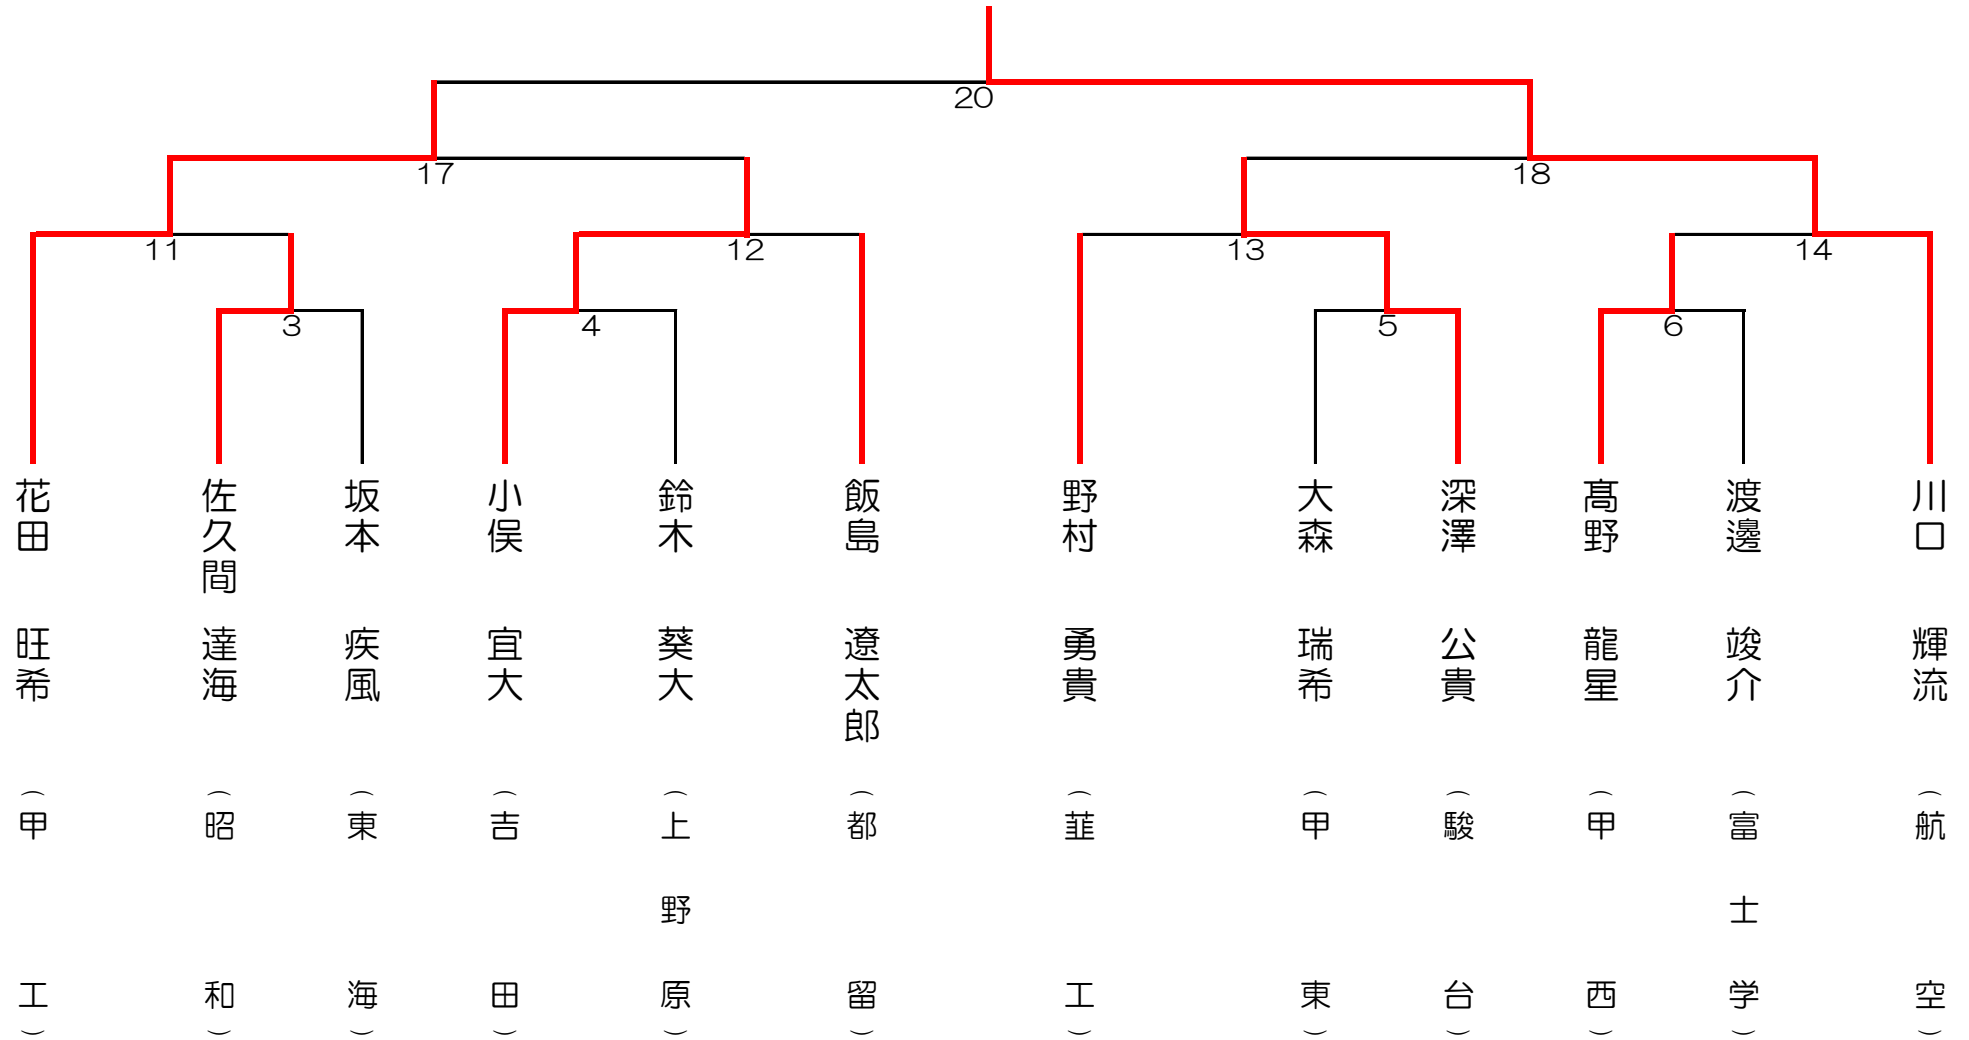 20
17
18
11
12
13
14
3
4
5
6
花田 旺希 （甲工）
佐久間 達海 （昭和）
坂本 疾風 （東海）
小俣 宜大 （吉田）
鈴木 葵大 （上野原）
飯島 遼太郎 （都留）
野村 勇貴 （韮工）
大森 瑞希 （甲東）
深澤 公貴 （駿台）
髙野 龍星 （甲西）
渡邊 竣介 （富士学）
川口 輝流 （航空）